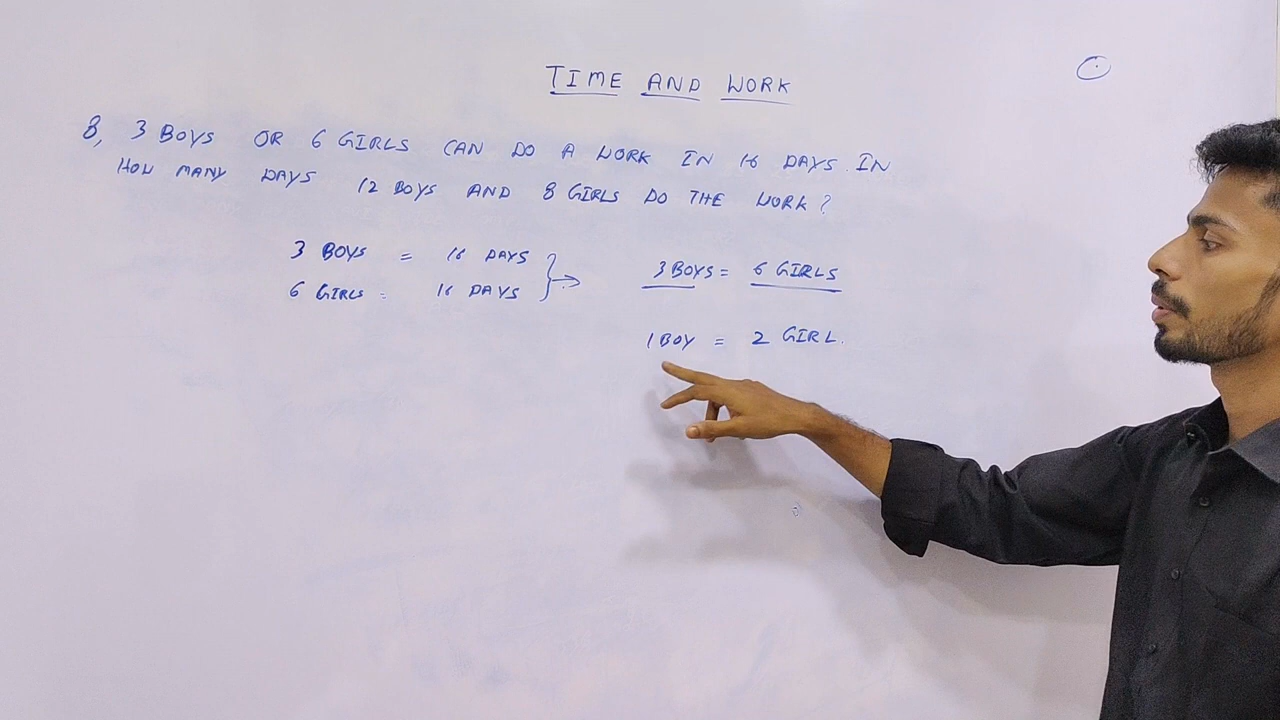 TIME AND WORK
8, 3 BOYS OR 6 GIRLS CAN DO A WORK IN 16 DAYS. IN
HOW MANY DAYS 12 BOYS AND 8 GIRLS DO THE WORK?
3 BOYS = 16 DAYS
6 GIRLS = 16 DAYS
3 BOYS = 6 GIRLS
1 BOY = 2 GIRL.